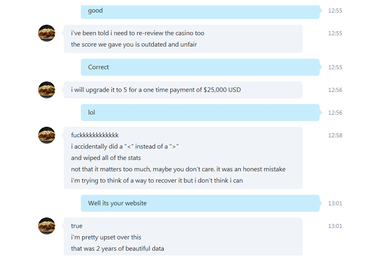 good
12:55
i've been told i need to re-review the casino too
12:55
the score we gave you is outdated and unfair
Correct
12:55
i will upgrade it to 5 for a one time payment of $25,000 USD
12:56
lol
12:56
fuckkkkkkkkkkkk
12:58
i accidentally did a "<" instead of a ">"
and wiped all of the stats
not that it matters too much, maybe you don't care. it was an honest mistake
i'm trying to think of a way to recover it but i don't think i can
Well its your website
13:01
true
13:01
i'm pretty upset over this
that was 2 years of beautiful data